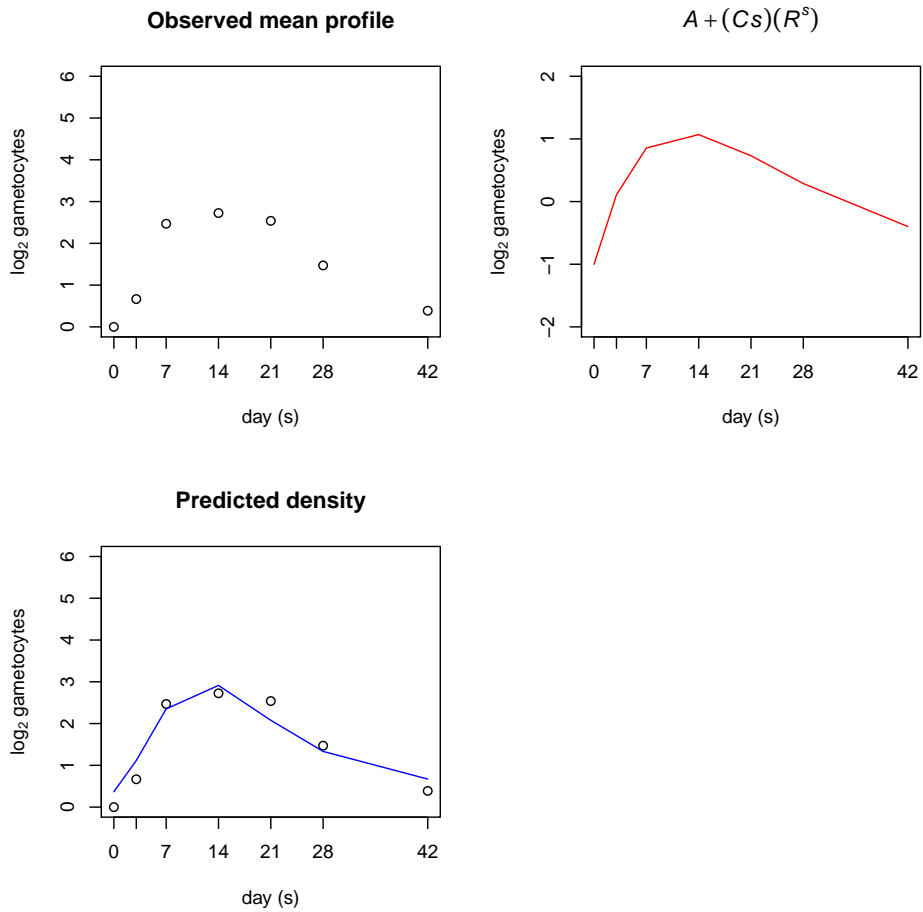 Observed mean profile
log₂ gametocytes
6
5
4
3
2
1
0
0 7 14 21 28 42
day (s)
A + (Cs)(Rˢ)
log₂ gametocytes
2
1
0
−1
−2
0 7 14 21 28 42
day (s)
Predicted density
log₂ gametocytes
6
5
4
3
2
1
0
0 7 14 21 28 42
day (s)